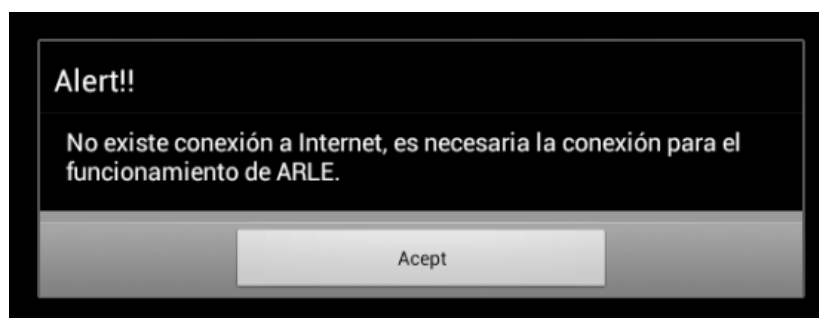 Alert!!
No existe conexión a Internet, es necesaria la conexión para el
funcionamiento de ARLE.
Acept